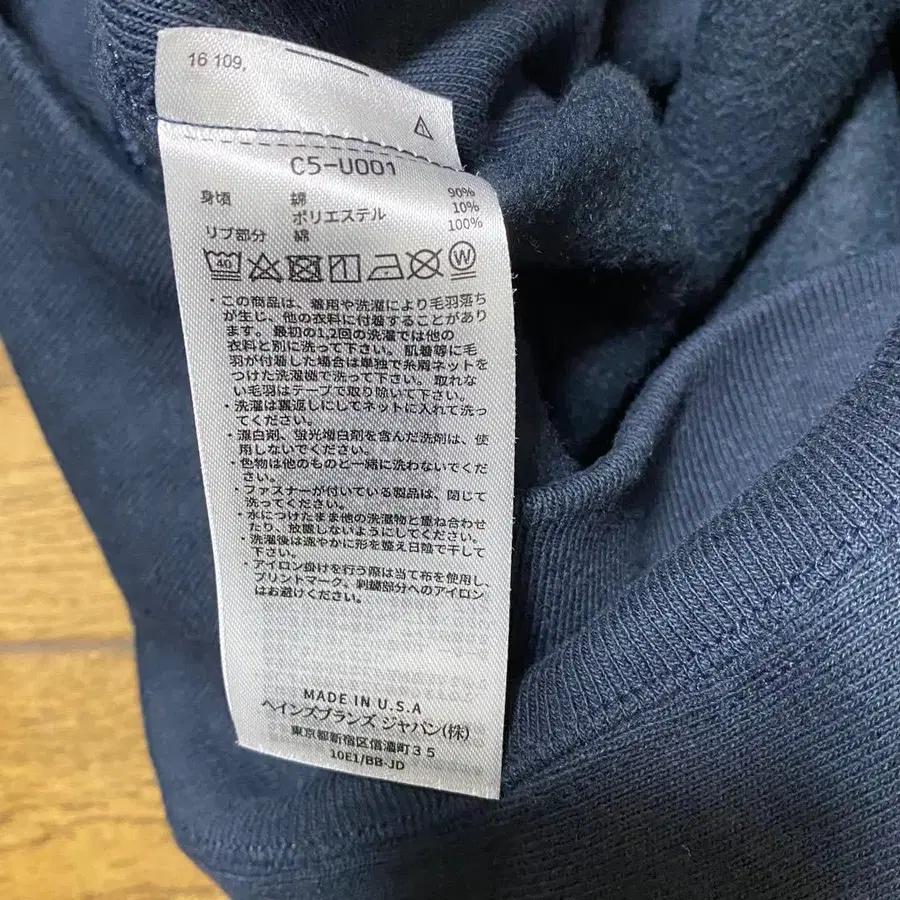 16 109,
C5-U001
身頃 綿 90%
ポリエステル 10%
リブ部分 綿 100%
40 W
・この商品は、着用や洗濯により毛羽落ち
が生じ、他の衣料に付着することがあり
ます。最初の1,2回の洗濯では他の
衣料と別に洗って下さい。肌着等に毛
羽が付着した場合は単独で糸屑ネットを
つけた洗濯機で洗って下さい。取れな
い毛羽はテープで取り除いて下さい。
・洗濯は裏返しにしてネットに入れて洗っ
てください。
・漂白剤、蛍光増白剤を含んだ洗剤は、使
用しないでください。
・色物は他のものと一緒に洗わないでくだ
さい。
・ファスナーが付いている製品は、閉じて
洗ってください。
・水につけたまま他の洗濯物と重ね合わせ
たり、放置しないようにしてください。
・洗濯後は速やかに形を整え日陰で干して
下さい。
・アイロン掛けを行う際は当て布を使用し、
プリントマーク、刺繍部分へのアイロン
はお避けください。
MADE IN U.S.A
ヘインズブランズ ジャパン(株)
東京都新宿区信濃町35
10E1/BB-JD